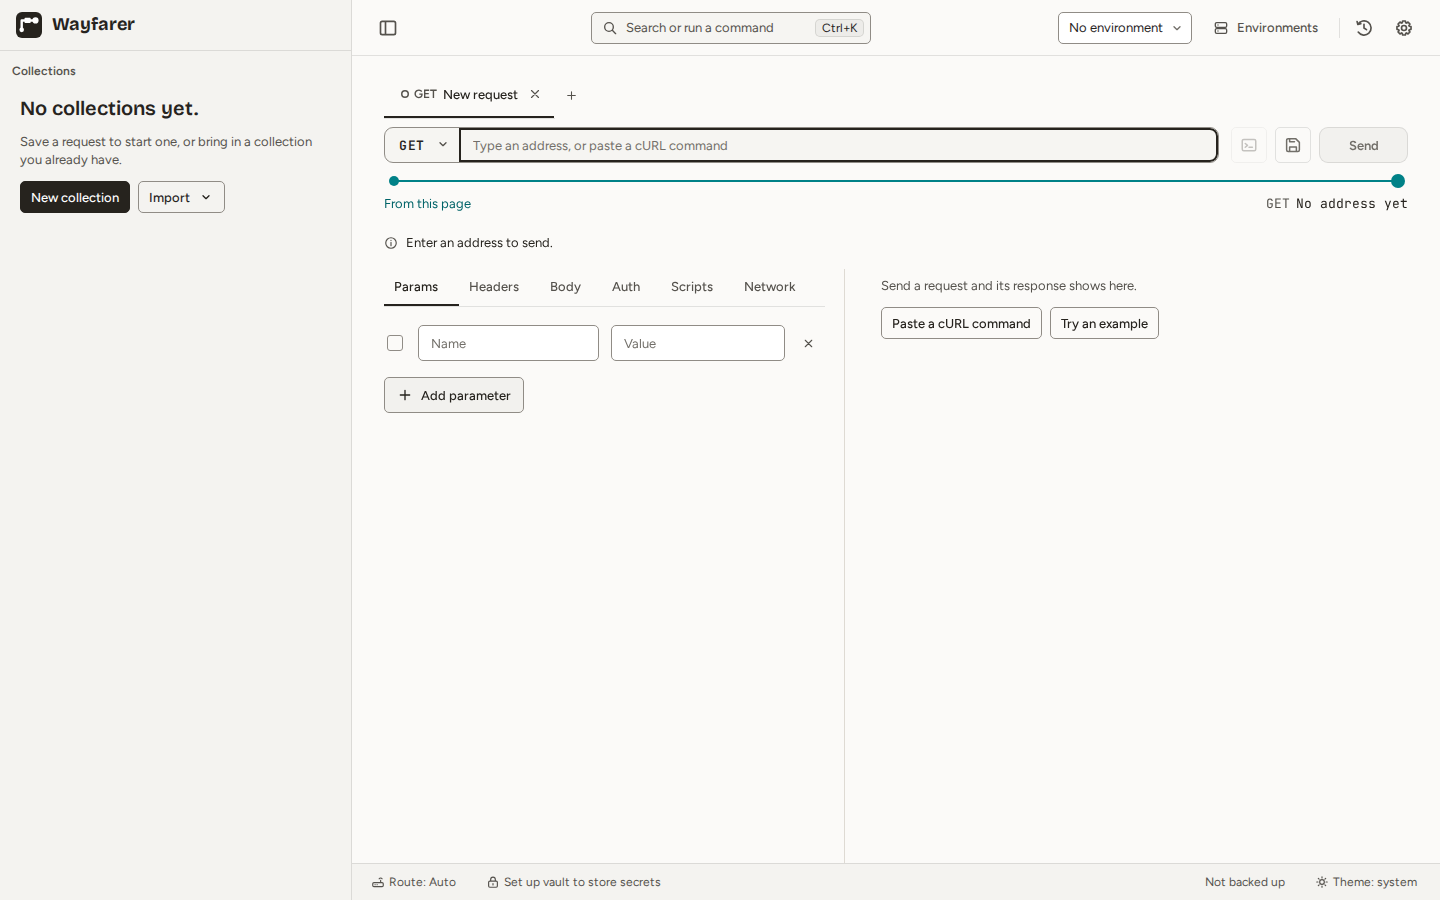 Wayfarer
Search or run a command Ctrl+K
No environment
Environments
Collections
No collections yet.
Save a request to start one, or bring in a collection
you already have.
New collection
Import
GET New request
GET
Type an address, or paste a cURL command
Send
From this page
GET No address yet
Enter an address to send.
Params Headers Body Auth Scripts Network
Name
Value
Add parameter
Send a request and its response shows here.
Paste a cURL command
Try an example
Route: Auto
Set up vault to store secrets
Not backed up
Theme: system